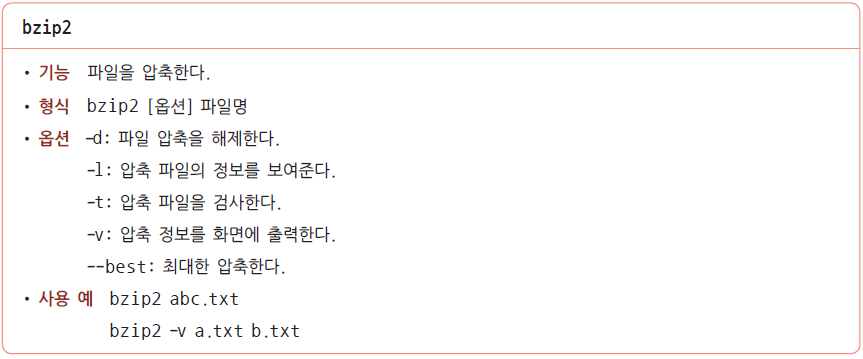 bzip2
• 기능 파일을 압축한다.
• 형식 bzip2 [옵션] 파일명
• 옵션 -d: 파일 압축을 해제한다.
-l: 압축 파일의 정보를 보여준다.
-t: 압축 파일을 검사한다.
-v: 압축 정보를 화면에 출력한다.
--best: 최대한 압축한다.
• 사용 예 bzip2 abc.txt
bzip2 -v a.txt b.txt